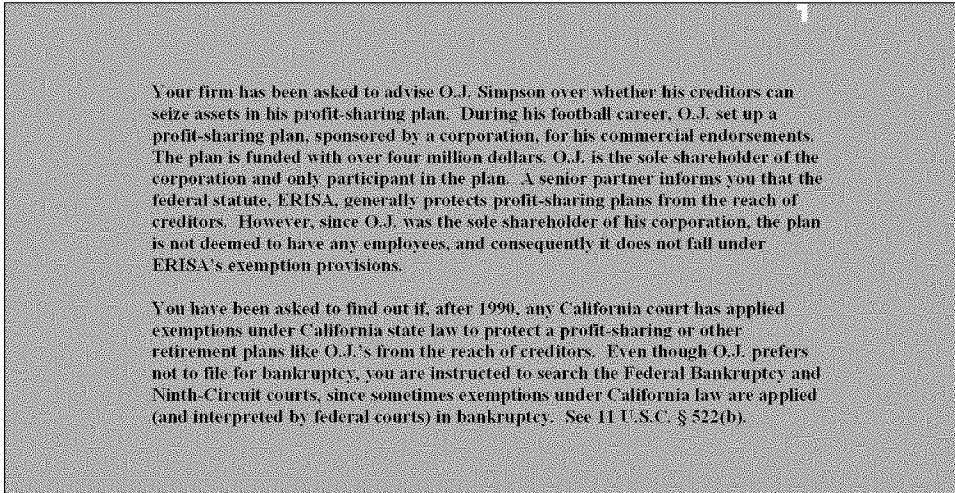 Your firm has been asked to advise O.J. Simpson over whether his creditors can
seize assets in his profit-sharing plan.  During his football career, O.J. set up a
profit-sharing plan, sponsored by a corporation, for his commercial endorsements.
The plan is funded with over four million dollars. O.J. is the sole shareholder of the
corporation and only participant in the plan.  A senior partner informs you that the
federal statute, ERISA, generally protects profit-sharing plans from the reach of
creditors.  However, since O.J. was the sole shareholder of his corporation, the plan
is not deemed to have any employees, and consequently it does not fall under
ERISA's exemption provisions.
You have been asked to find out if, after 1990, any California court has applied
exemptions under California state law to protect a profit-sharing or other
retirement plans like O.J.'s from the reach of creditors.  Even though O.J. prefers
not to file for bankruptcy, you are instructed to search the Federal Bankruptcy and
Ninth-Circuit courts, since sometimes exemptions under California law are applied
(and interpreted by federal courts) in bankruptcy.  See 11 U.S.C. § 522(b).